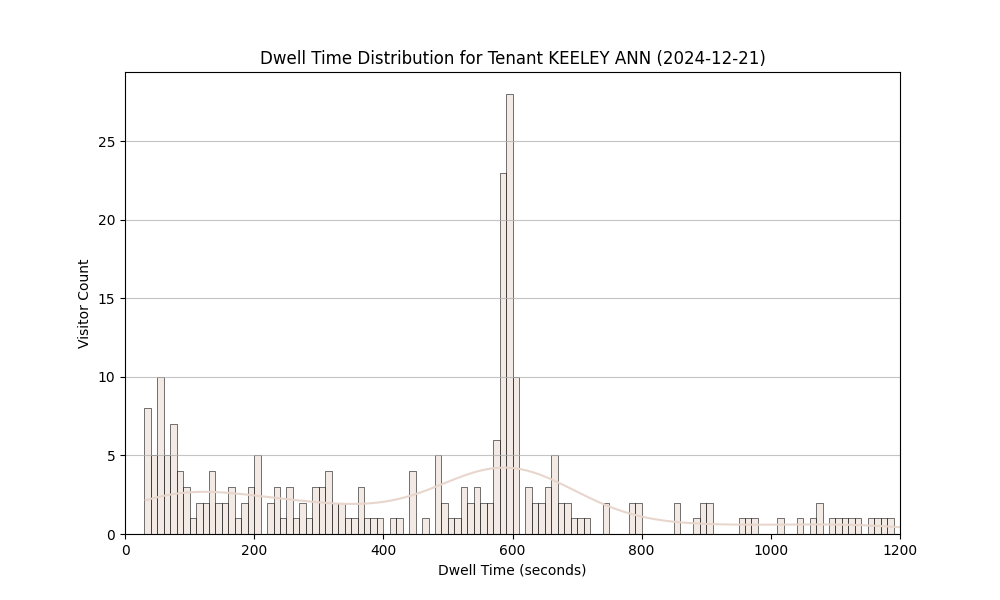 Dwell Time Distribution for Tenant KEELEY ANN (2024-12-21)
25
20
15
10
5
0
Visitor Count
0 200 400 600 800 1000 1200
Dwell Time (seconds)